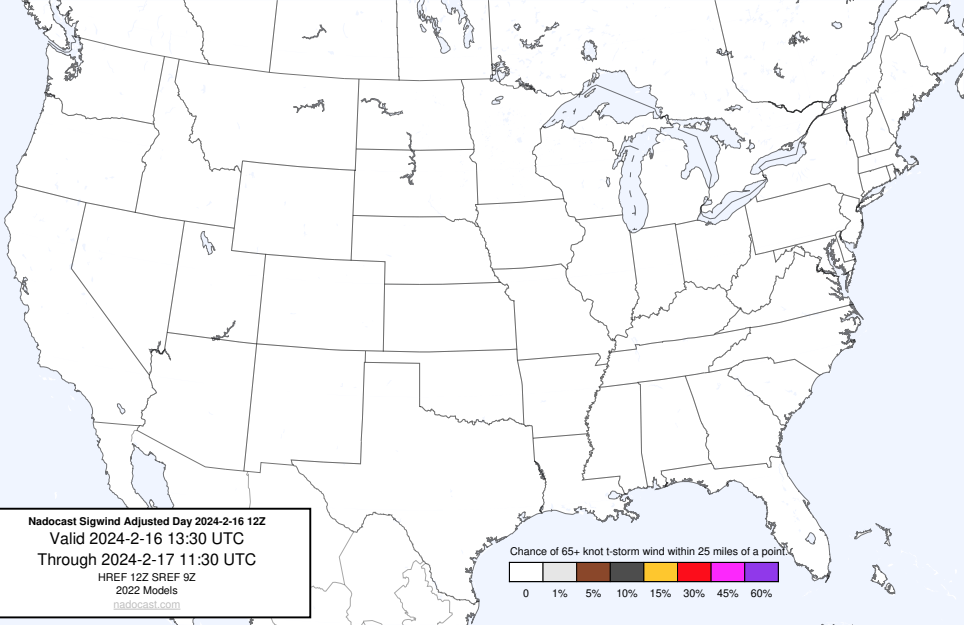 Nadocast Sigwind Adjusted Day 2024-2-16 12Z
Valid 2024-2-16 13:30 UTC
Through 2024-2-17 11:30 UTC
HREF 12Z SREF 9Z
2022 Models
nadocast.com
Chance of 65+ knot t-storm wind within 25 miles of a point.
0 1% 5% 10% 15% 30% 45% 60%